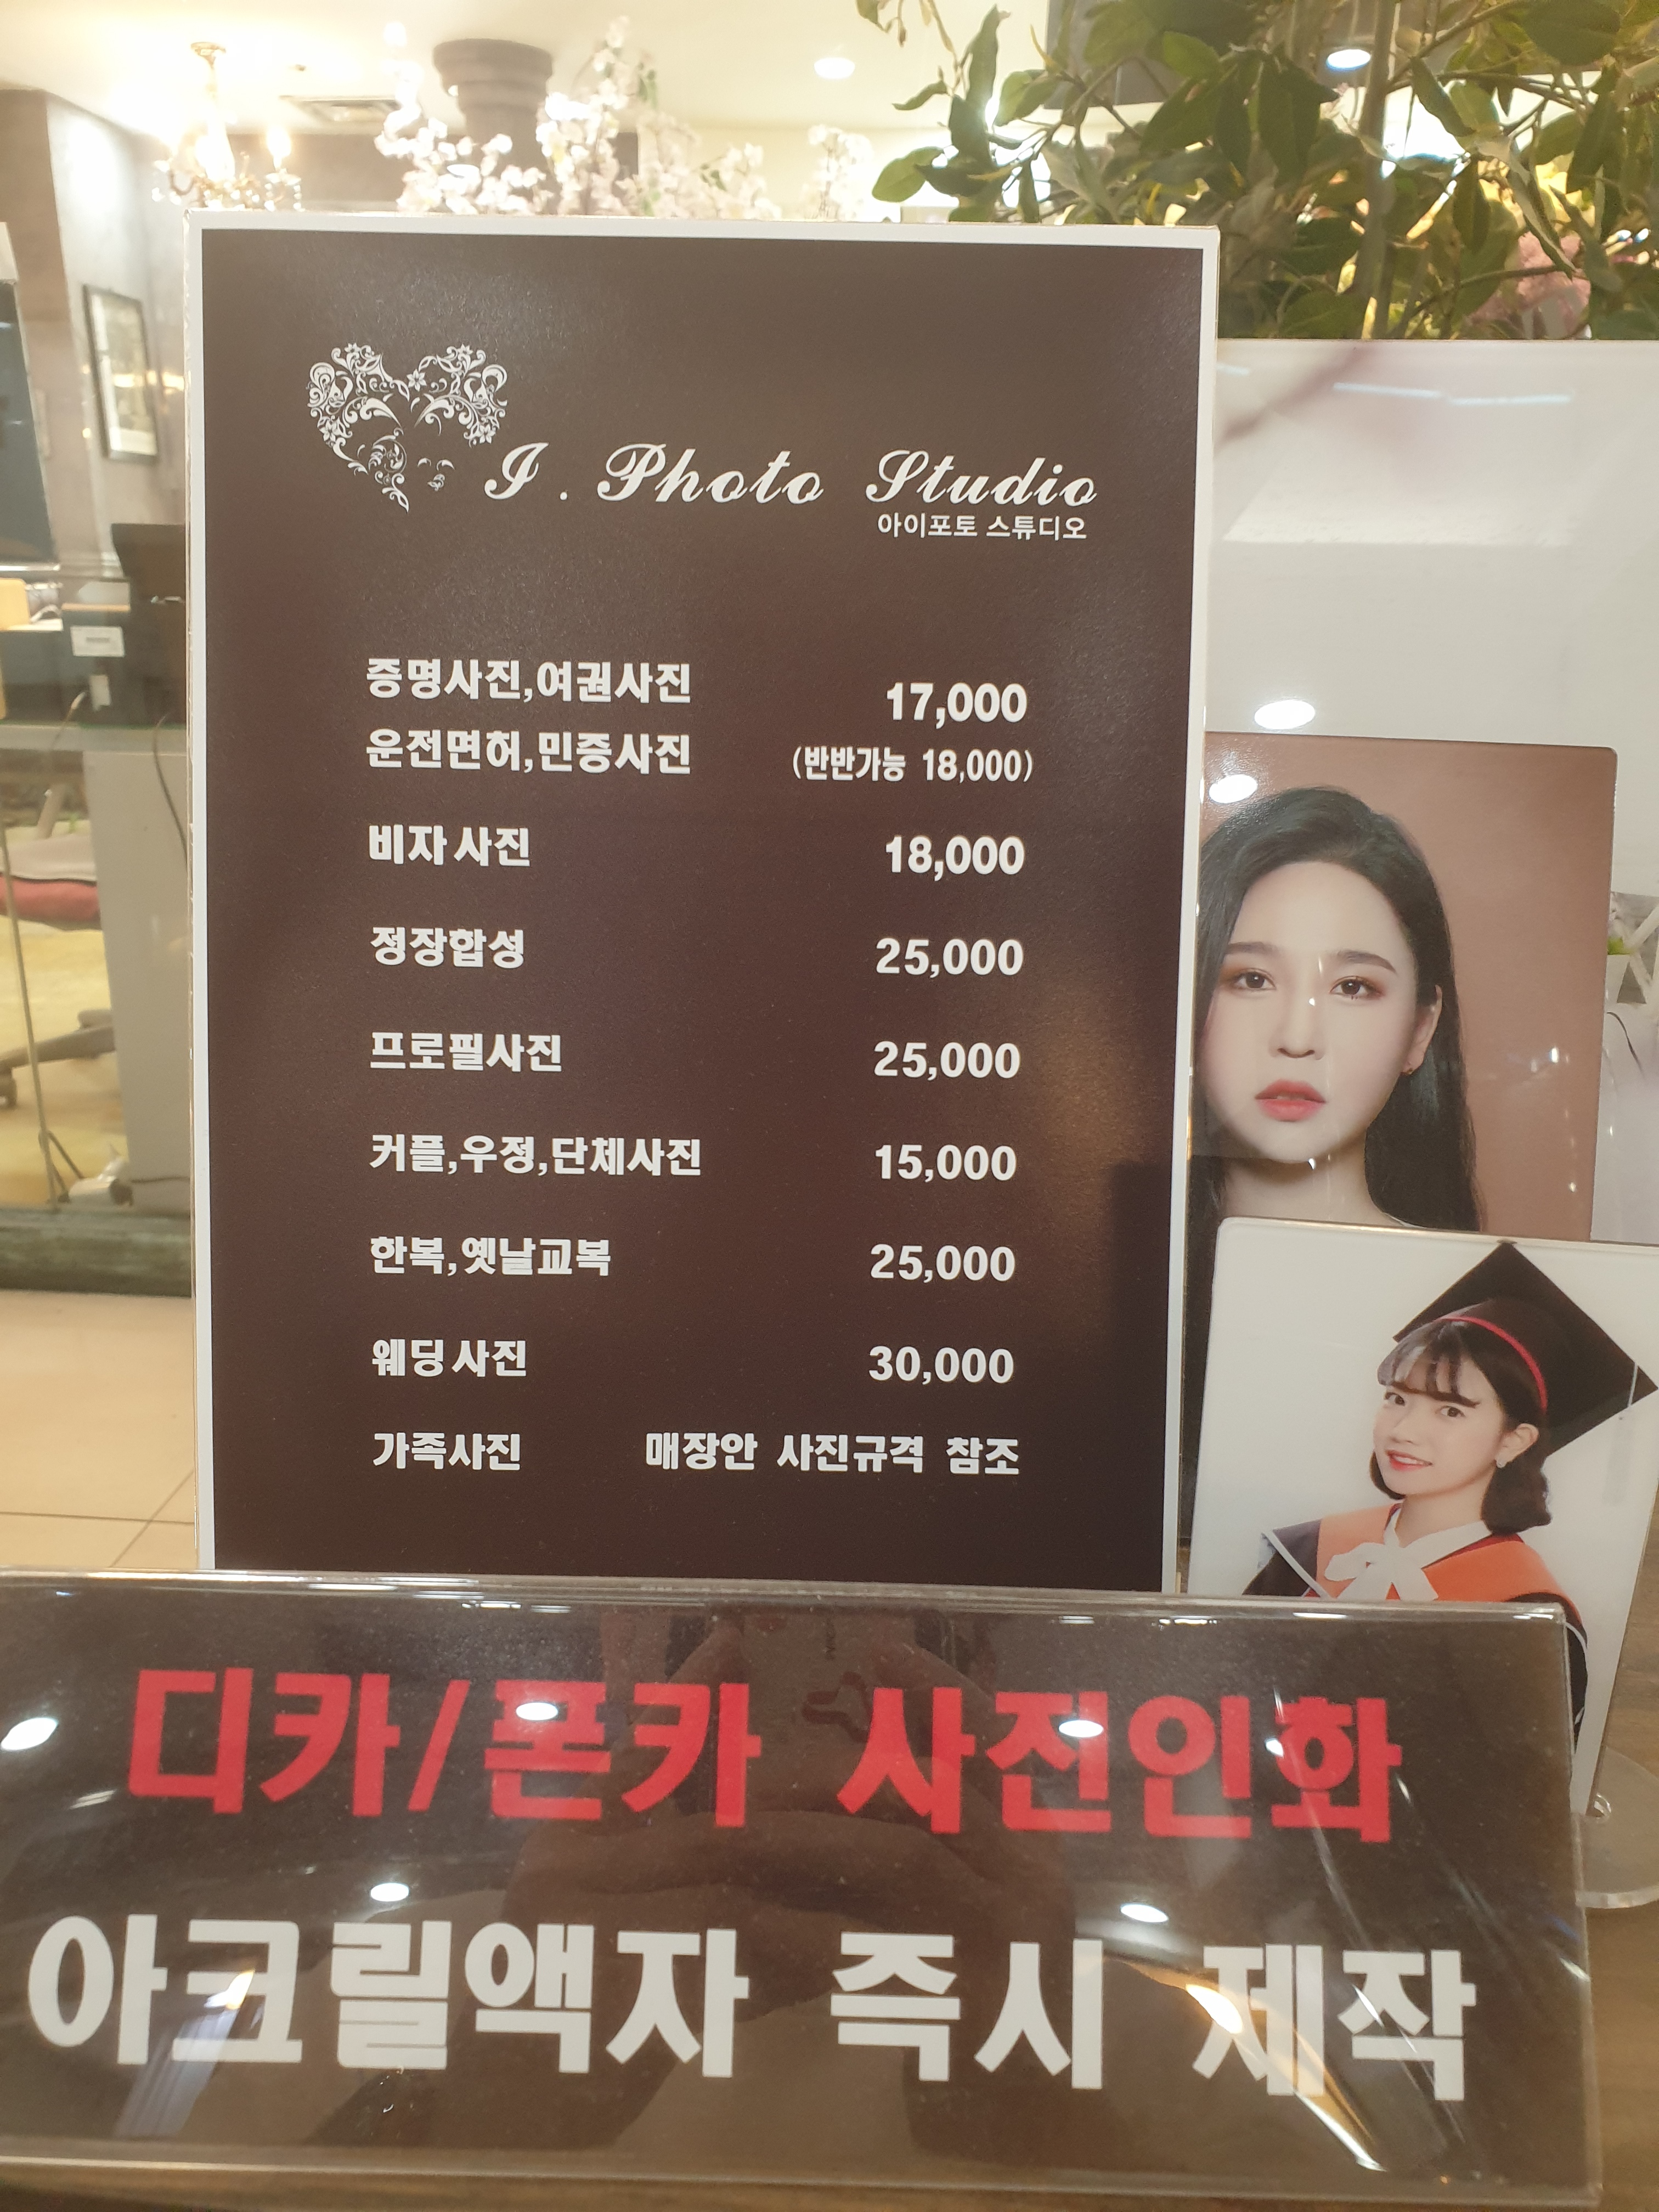 I. Photo Studio
아이포토 스튜디오
증명사진,여권사진 17,000
운전면허,민증사진 (반반가능 18,000)
비자사진 18,000
정장합성 25,000
프로필사진 25,000
커플,우정,단체사진 15,000
한복,옛날교복 25,000
웨딩사진 30,000
가족사진 매장안 사진규격 참조
디카/폰카 사진인화
아크릴액자 즉시 제작